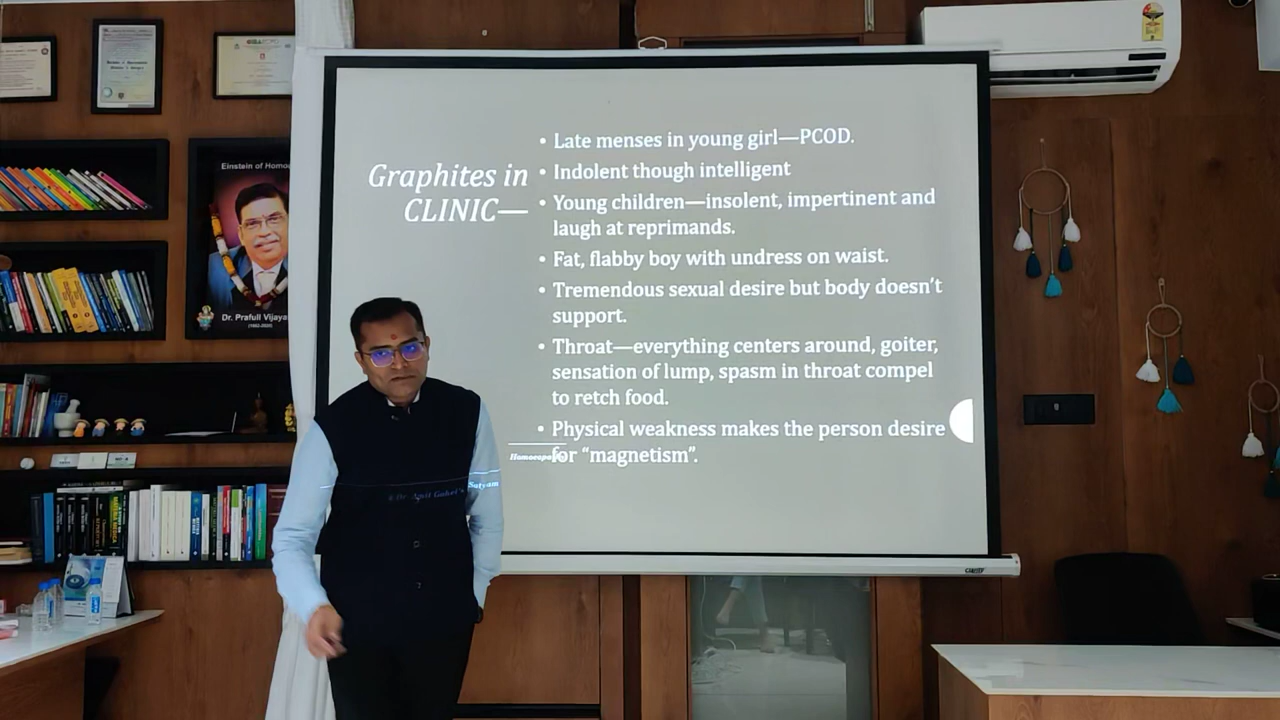 Einstein of Homoe
Dr. Prafull Vijaya
Graphites in
CLINIC—
• Late menses in young girl—PCOD.
• Indolent though intelligent
• Young children—insolent, impertinent and
laugh at reprimands.
• Fat, flabby boy with undress on waist.
• Tremendous sexual desire but body doesn't
support.
• Throat—everything centers around, goiter,
sensation of lump, spasm in throat compel
to retch food.
• Physical weakness makes the person desire
for “magnetism”.
Satyam